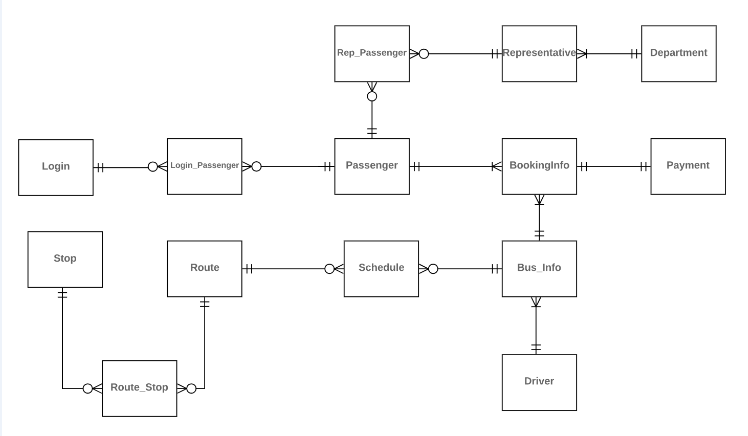 Rep_Passenger
Representative
Department
Login
Login_Passenger
Passenger
BookingInfo
Payment
Stop
Route
Schedule
Bus_Info
Route_Stop
Driver